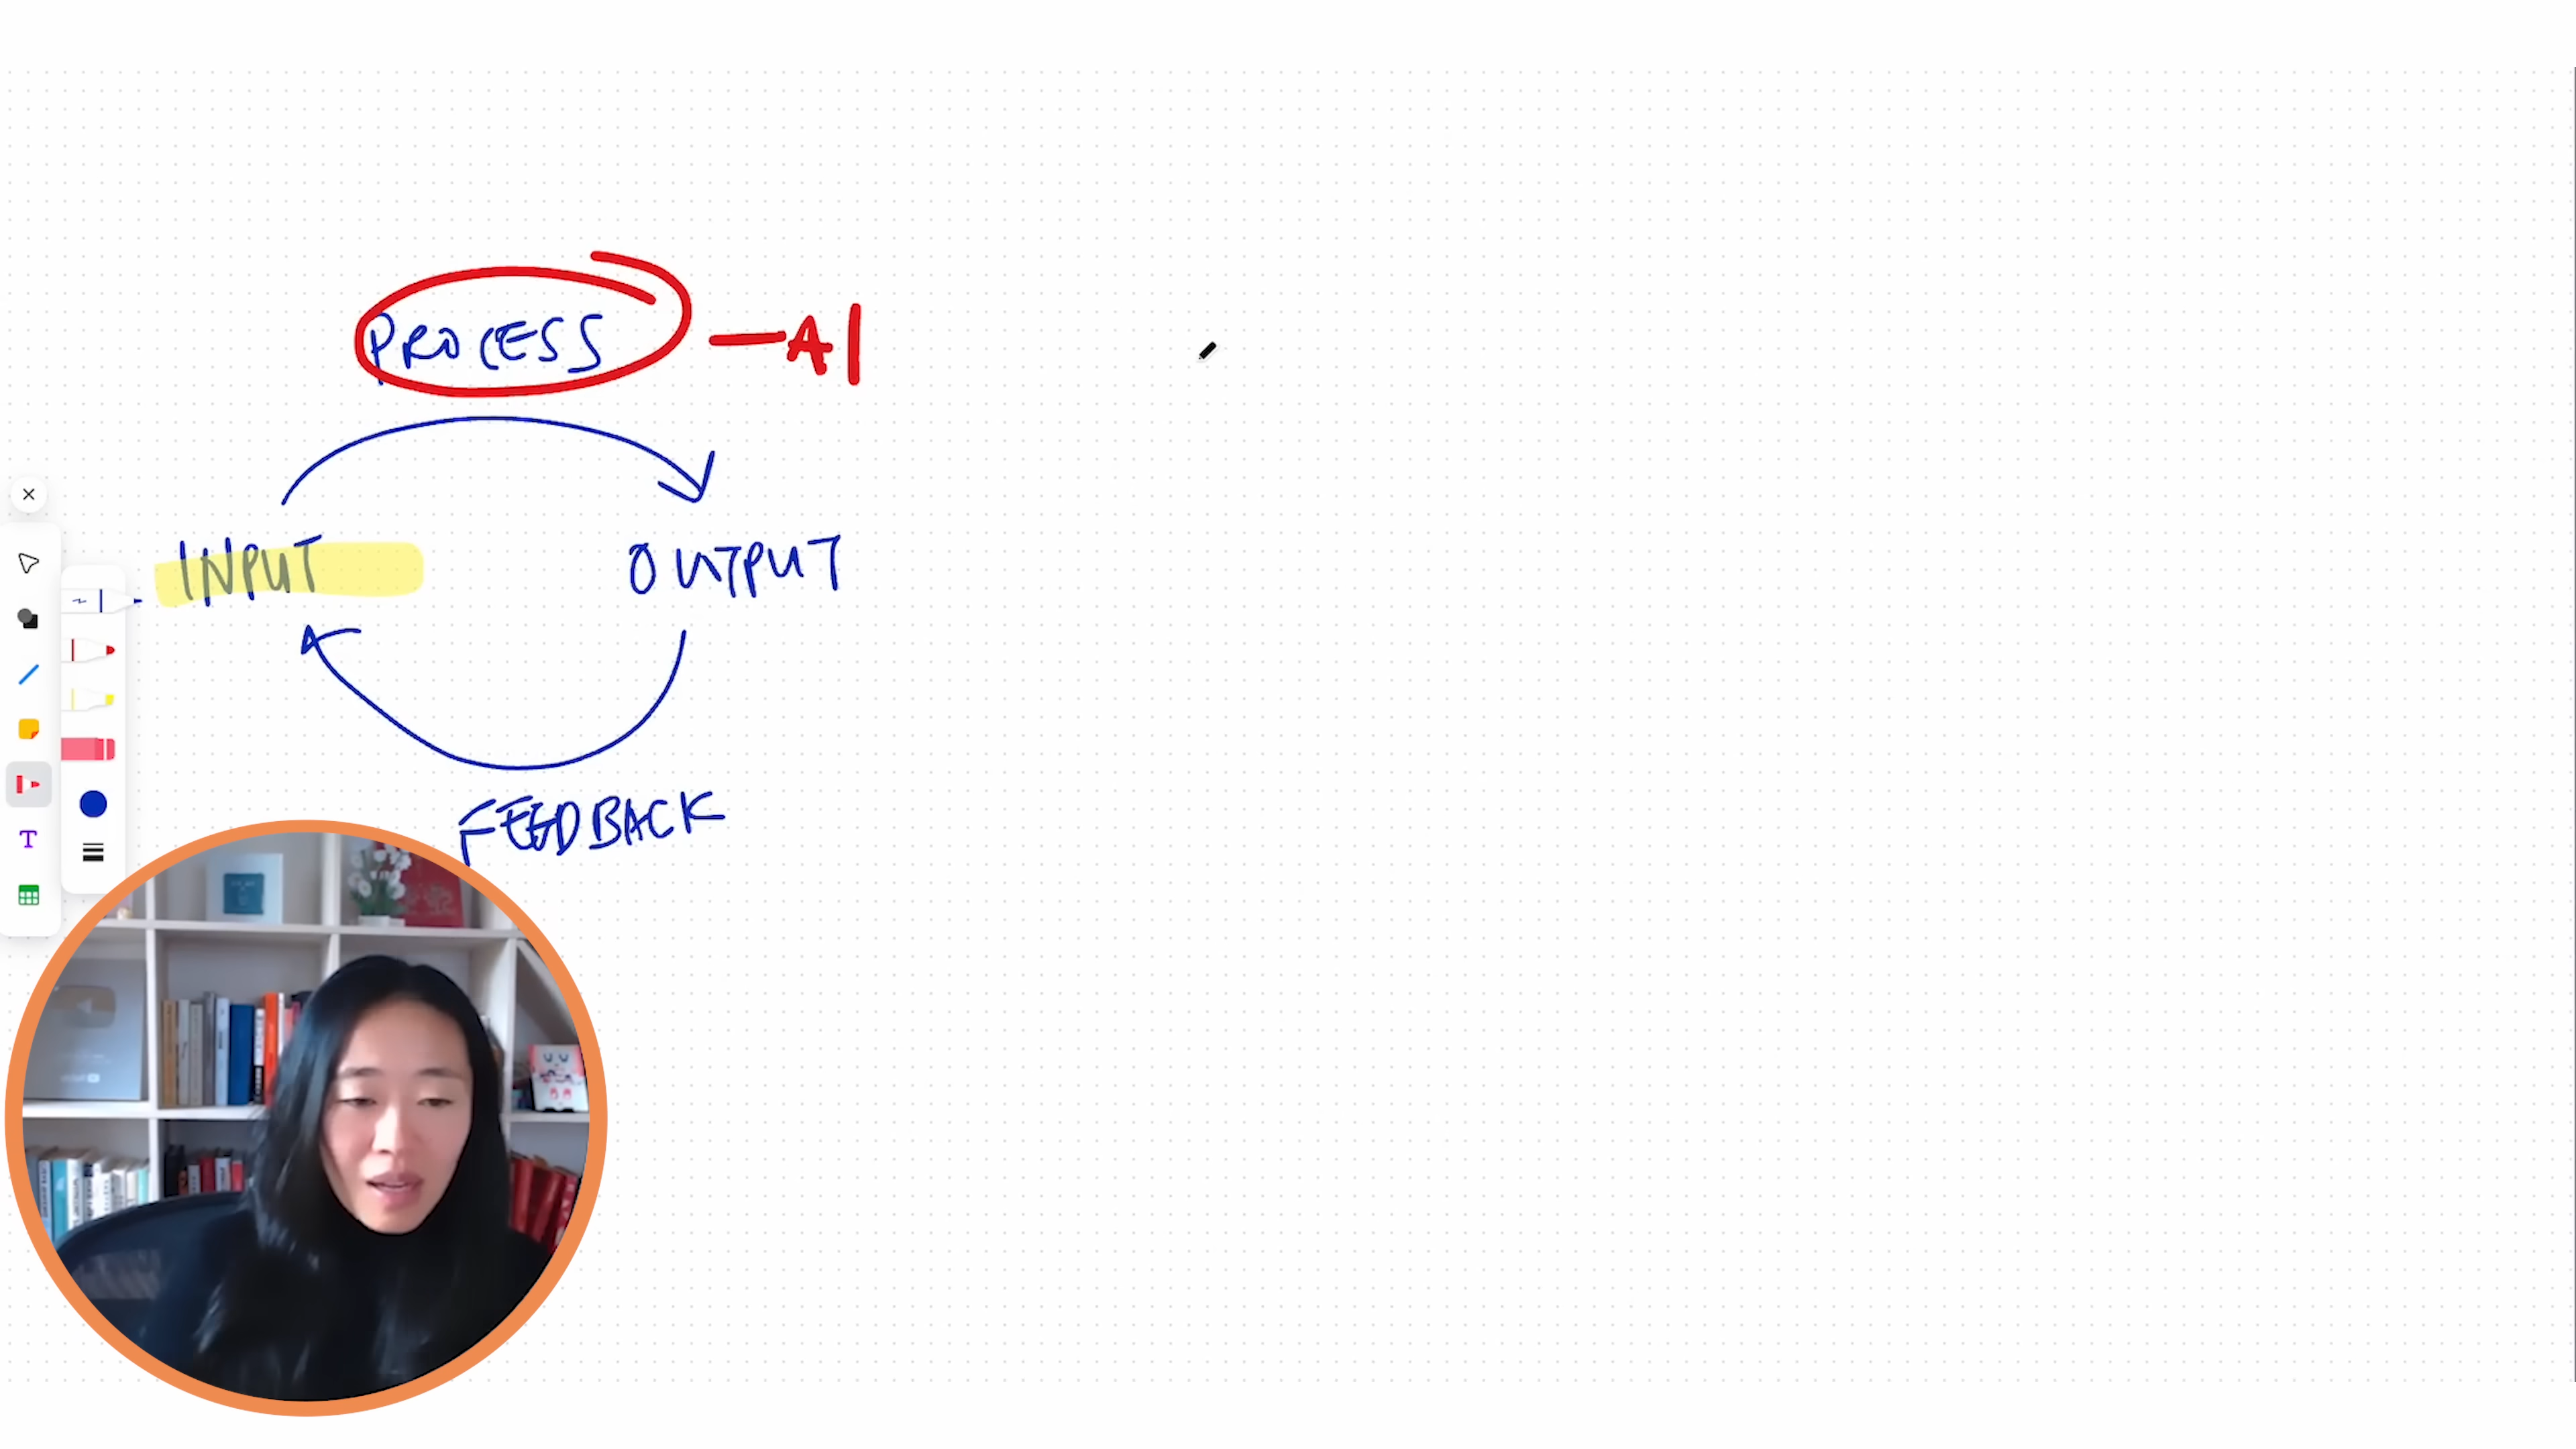 PROCESS — AI
INPUT
OUTPUT
FEEDBACK
T